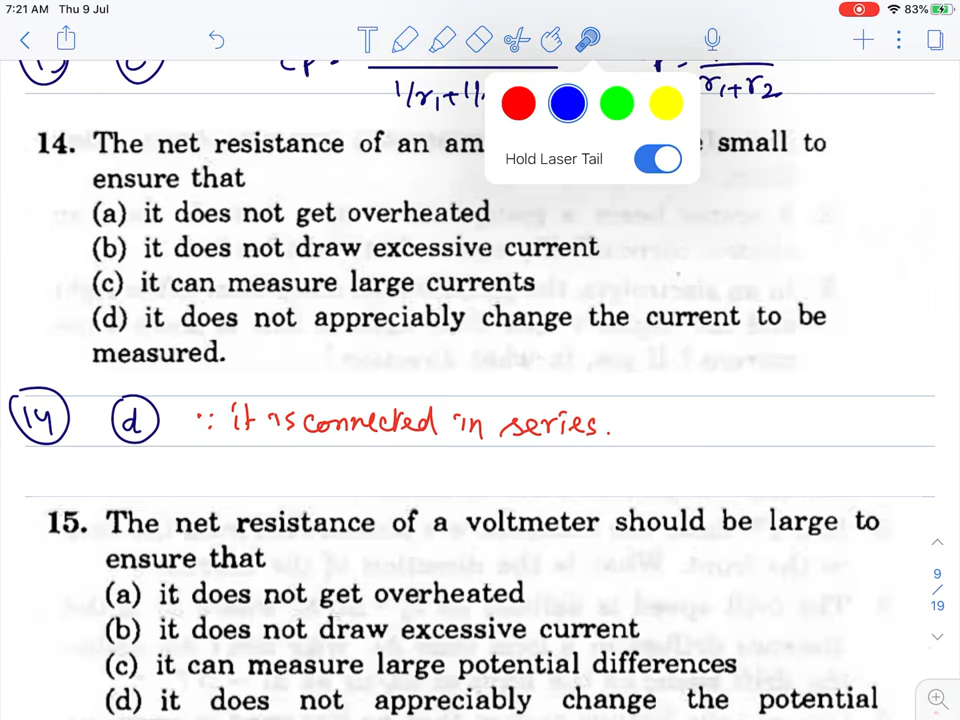 7:21 AM Thu 9 Jul
83%
T
1/r1+1/
r1+r2
Hold Laser Tail
14. The net resistance of an am small to
ensure that
(a) it does not get overheated
(b) it does not draw excessive current
(c) it can measure large currents
(d) it does not appreciably change the current to be
measured.
14 d ∵ it is connected in series.
15. The net resistance of a voltmeter should be large to
ensure that
(a) it does not get overheated
(b) it does not draw excessive current
(c) it can measure large potential differences
(d) it does not appreciably change the potential
9
/
19